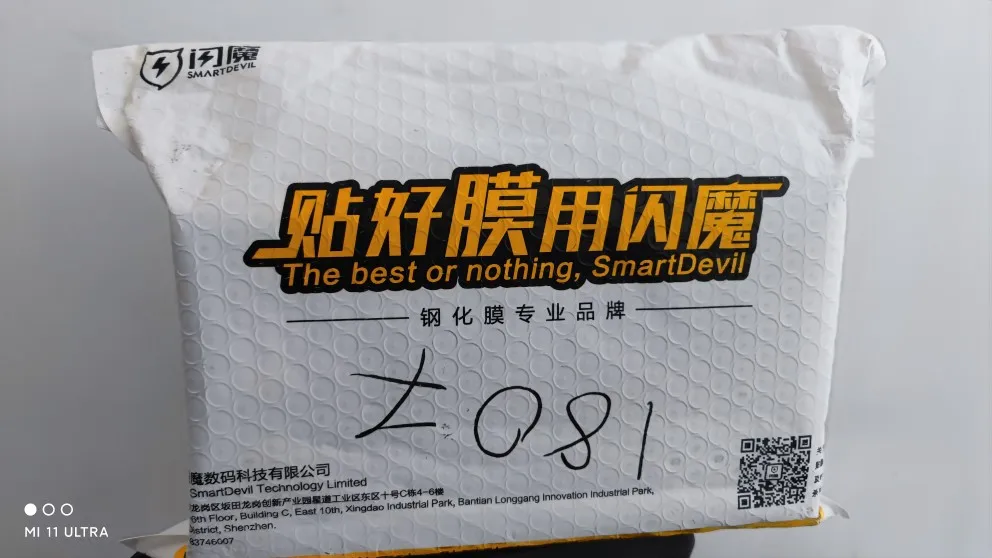 闪魔
SMARTDEVIL
贴好膜用闪魔
The best or nothing, SmartDevil
钢化膜专业品牌
7081
魔数码科技有限公司
SmartDevil Technology Limited
龙岗区坂田龙岗创新产业园星道工业区东区十号C栋4-6楼
6th Floor, Building C, East 10th, Xingdao Industrial Park, Bantian Longgang Innovation Industrial Park,
istrict, Shenzhen.
83746007
MI 11 ULTRA